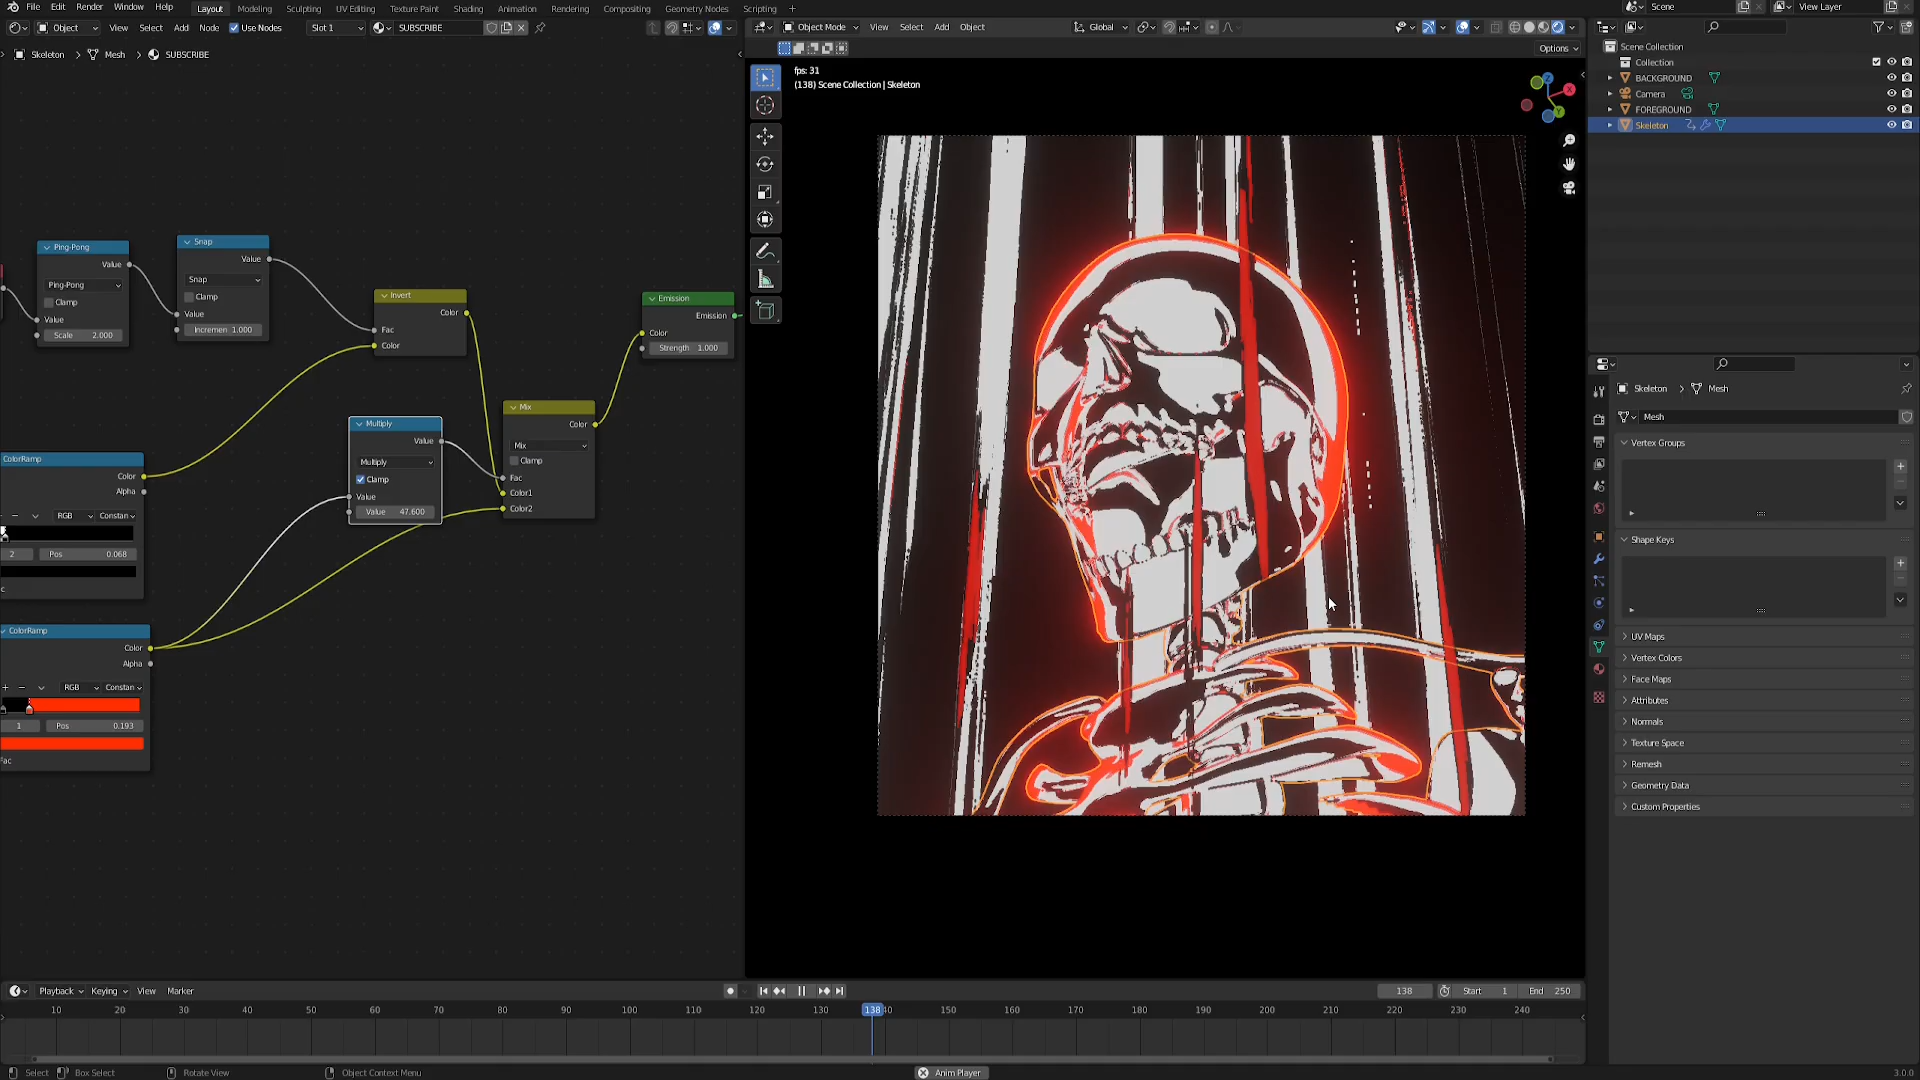 File Edit Render Window Help Layout Modeling Sculpting UV Editing Texture Paint Shading Animation Rendering Compositing Geometry Nodes Scripting + Scene View Layer
Object View Select Add Node Use Nodes Slot 1 SUBSCRIBE
Object Mode View Select Add Object Global
Options
Skeleton > Mesh > SUBSCRIBE
fps: 31
(138) Scene Collection | Skeleton
Scene Collection
Collection
BACKGROUND
Camera
FOREGROUND
Skeleton
Ping-Pong
Value
Ping-Pong
Clamp
Value
Scale 2.000
Snap
Value
Snap
Clamp
Value
Incremen 1.000
Invert
Color
Fac
Color
Emission
Emission
Color
Strength 1.000
Multiply
Value
Multiply
Clamp
Value
Value 47.600
Mix
Color
Mix
Clamp
Fac
Color1
Color2
ColorRamp
Color
Alpha
RGB Constan
2 Pos 0.068
ColorRamp
Color
Alpha
RGB Constan
1 Pos 0.193
Skeleton > Mesh
Mesh
Vertex Groups
Shape Keys
UV Maps
Vertex Colors
Face Maps
Attributes
Normals
Texture Space
Remesh
Geometry Data
Custom Properties
Playback Keying View Marker 138 Start 1 End 250
10 20 30 40 50 60 70 80 90 100 110 120 130 138 150 160 170 180 190 200 210 220 230 240
Select Box Select Rotate View Object Context Menu Anim Player 3.0.0